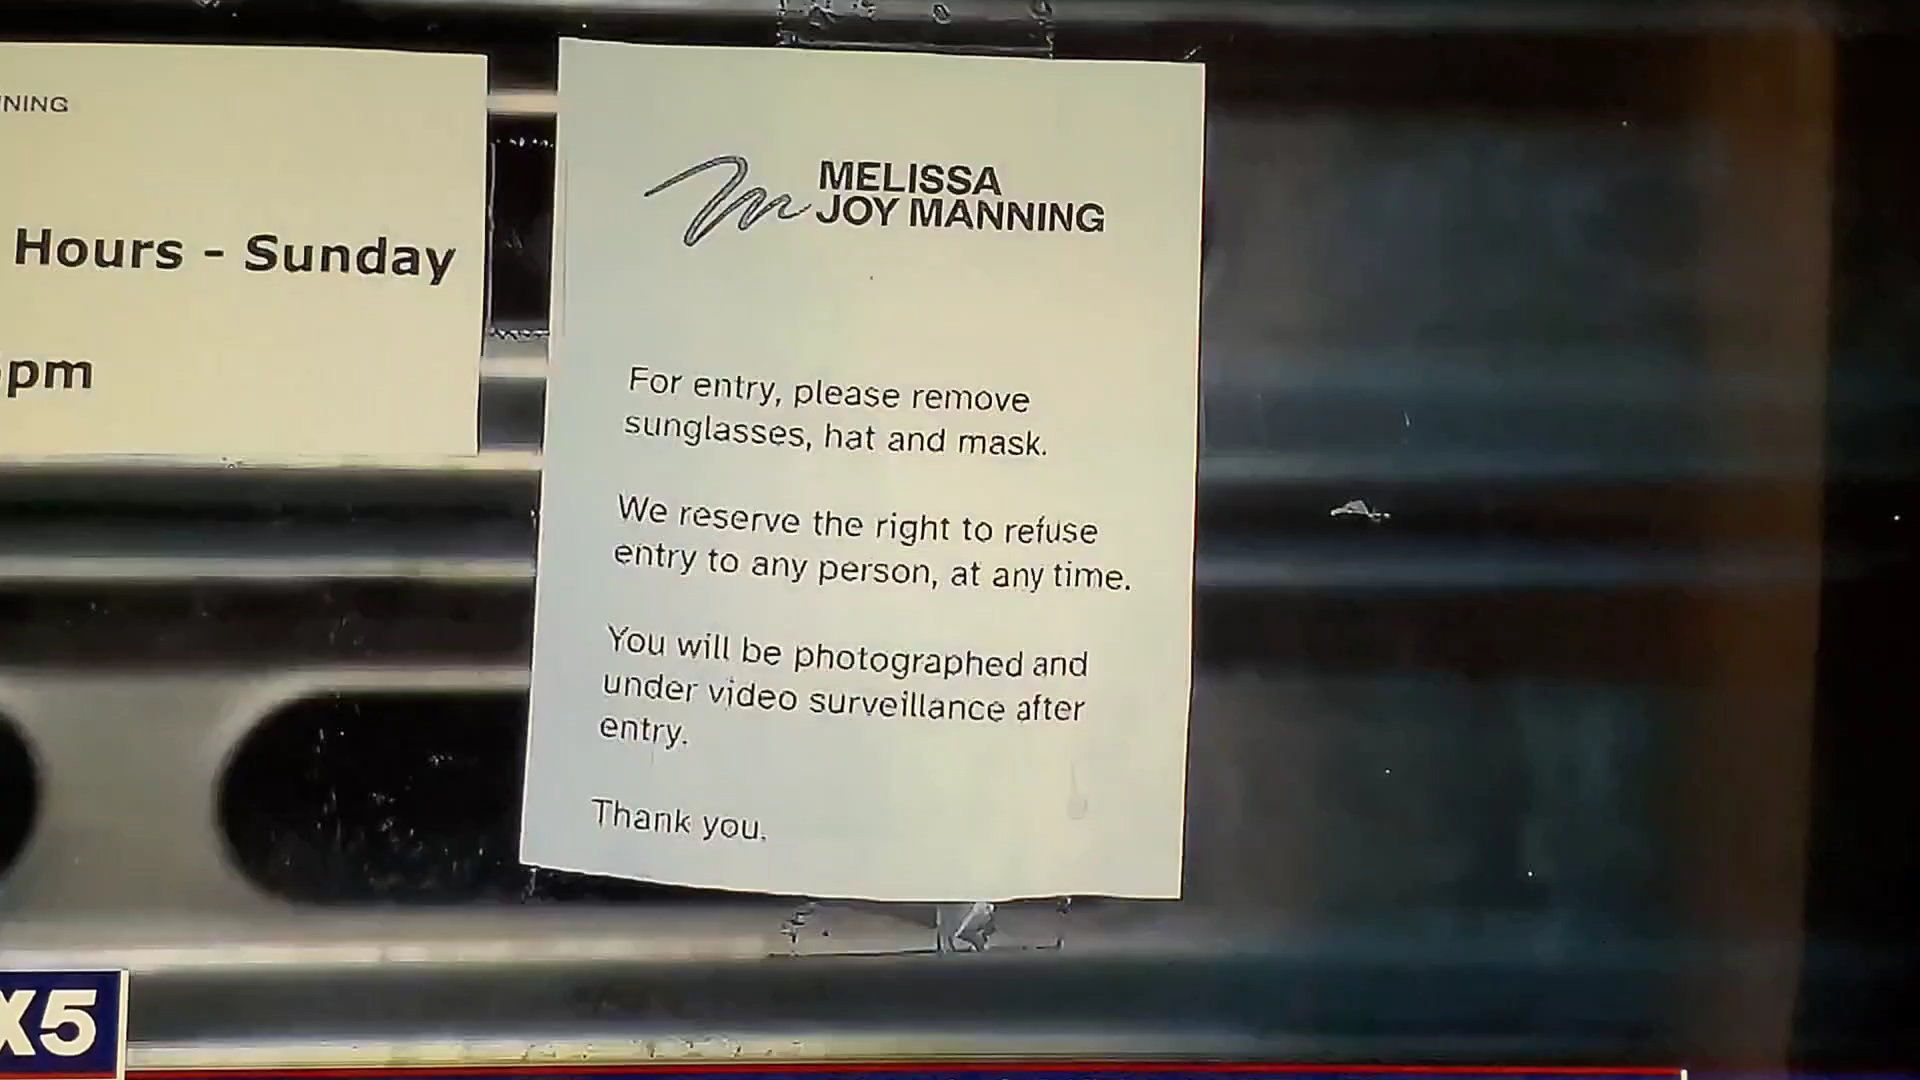 NNING
Hours - Sunday
pm
MELISSA
JOY MANNING
For entry, please remove
sunglasses, hat and mask.
We reserve the right to refuse
entry to any person, at any time.
You will be photographed and
under video surveillance after
entry.
Thank you.
X5